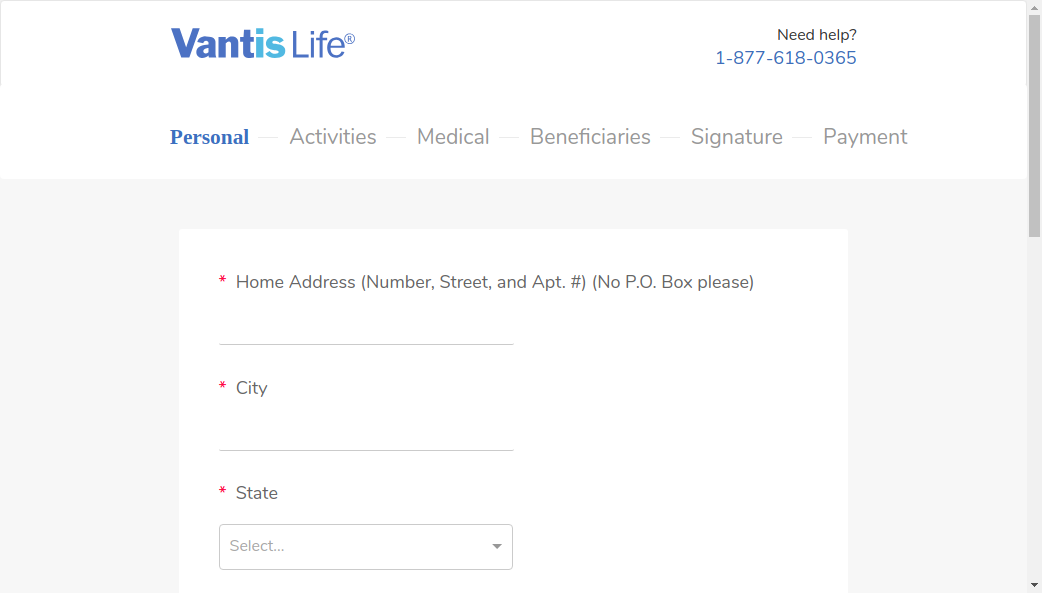 Vantis Life®
Need help?
1-877-618-0365
Personal Activities Medical Beneficiaries Signature Payment
* Home Address (Number, Street, and Apt. #) (No P.O. Box please)
* City
* State
Select...